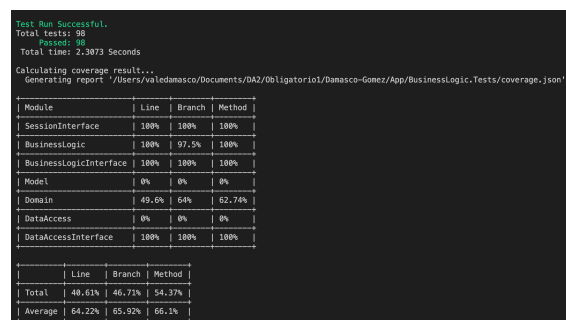 Test Run Successful.
Total tests: 98
Passed: 98
Total time: 2.3073 Seconds
Calculating coverage result...
Generating report '/Users/valedamasco/Documents/DA2/Obligatorio1/Damasco-Gomez/App/BusinessLogic.Tests/coverage.json'
| Module | Line | Branch | Method |
| SessionInterface | 100% | 100% | 100% |
| BusinessLogic | 100% | 97.5% | 100% |
| BusinessLogicInterface | 100% | 100% | 100% |
| Model | 0% | 0% | 0% |
| Domain | 49.6% | 64% | 62.74% |
| DataAccess | 0% | 0% | 0% |
| DataAccessInterface | 100% | 100% | 100% |
| | Line | Branch | Method |
| Total | 40.61% | 46.71% | 54.37% |
| Average | 64.22% | 65.92% | 66.1% |